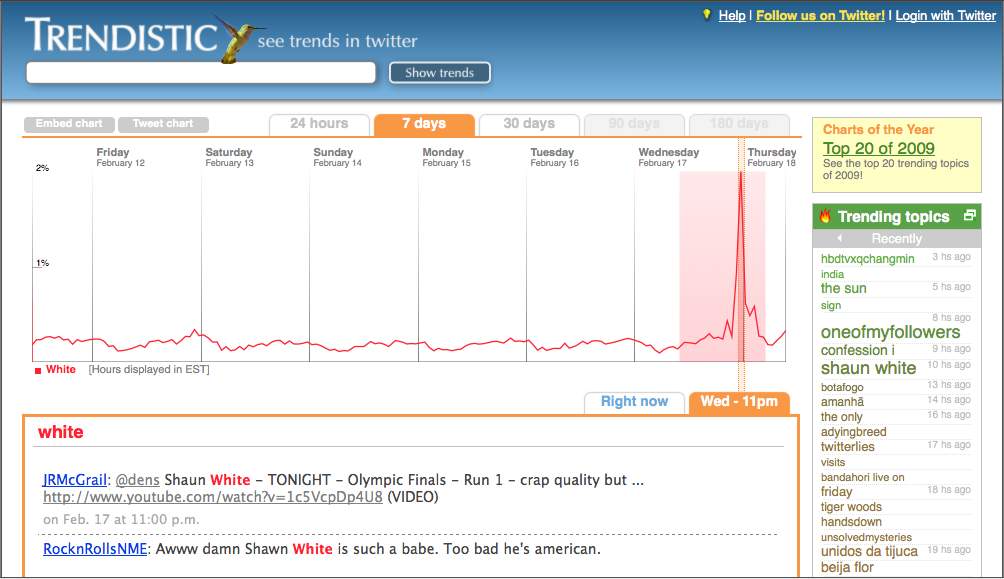 Help | Follow us on Twitter! | Login with Twitter
TRENDISTIC see trends in twitter
Show trends
Embed chart Tweet chart 24 hours 7 days 30 days 90 days 180 days
Friday Saturday Sunday Monday Tuesday Wednesday Thursday
February 12 February 13 February 14 February 15 February 16 February 17 February 18
2%
1%
White [Hours displayed in EST]
Right now Wed - 11pm
white
JRMcGrail: @dens Shaun White - TONIGHT - Olympic Finals - Run 1 - crap quality but ...
http://www.youtube.com/watch?v=1c5VcpDp4U8 (VIDEO)
on Feb. 17 at 11:00 p.m.
RocknRollsNME: Awww damn Shawn White is such a babe. Too bad he's american.
Charts of the Year
Top 20 of 2009
See the top 20 trending topics
of 2009!
Trending topics
Recently
hbdtvxqchangmin 3 hs ago
india
the sun 5 hs ago
sign
8 hs ago
oneofmyfollowers
confession i 9 hs ago
shaun white 10 hs ago
botafogo 13 hs ago
amanhã 14 hs ago
the only 16 hs ago
adyingbreed
twitterlies 17 hs ago
visits
bandahori live on
friday 18 hs ago
tiger woods
handsdown
unsolvedmysteries
unidos da tijuca 19 hs ago
beija flor